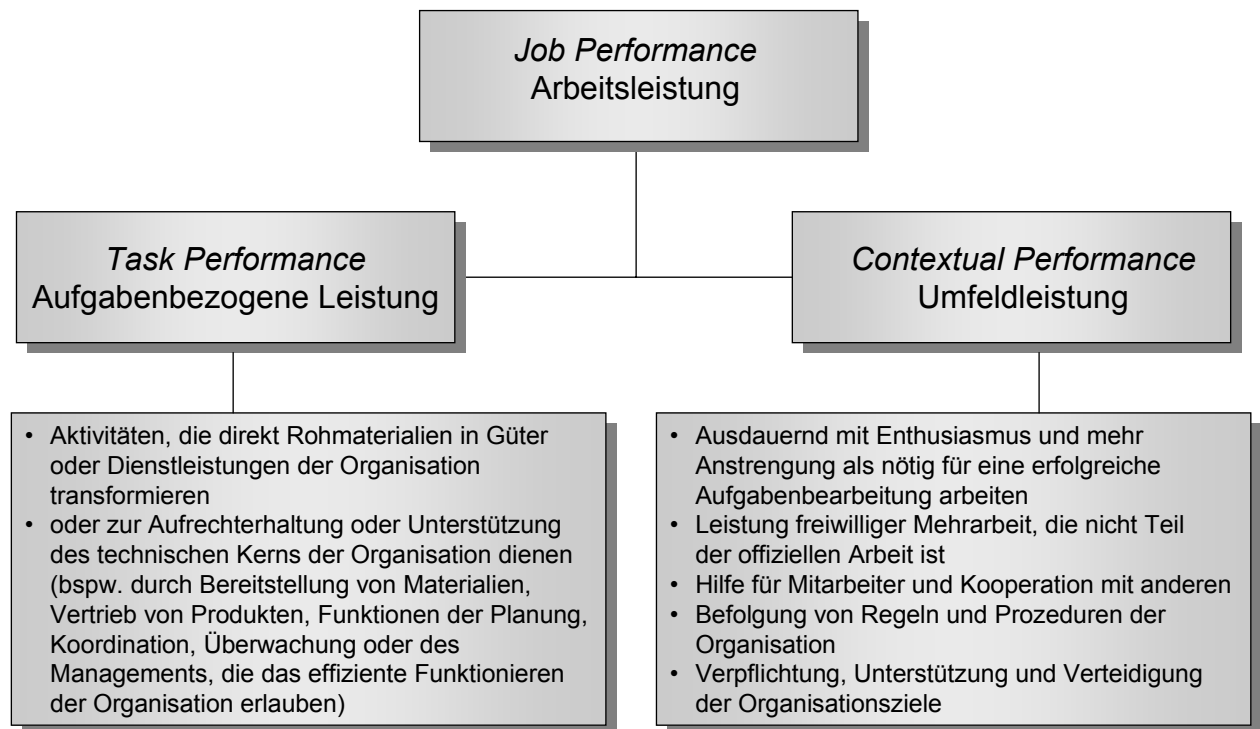 Job Performance
Arbeitsleistung
Task Performance
Aufgabenbezogene Leistung
Contextual Performance
Umfeldleistung
• Aktivitäten, die direkt Rohmaterialien in Güter
oder Dienstleistungen der Organisation
transformieren
• oder zur Aufrechterhaltung oder Unterstützung
des technischen Kerns der Organisation dienen
(bspw. durch Bereitstellung von Materialien,
Vertrieb von Produkten, Funktionen der Planung,
Koordination, Überwachung oder des
Managements, die das effiziente Funktionieren
der Organisation erlauben)
• Ausdauernd mit Enthusiasmus und mehr
Anstrengung als nötig für eine erfolgreiche
Aufgabenbearbeitung arbeiten
• Leistung freiwilliger Mehrarbeit, die nicht Teil
der offiziellen Arbeit ist
• Hilfe für Mitarbeiter und Kooperation mit anderen
• Befolgung von Regeln und Prozeduren der
Organisation
• Verpflichtung, Unterstützung und Verteidigung
der Organisationsziele